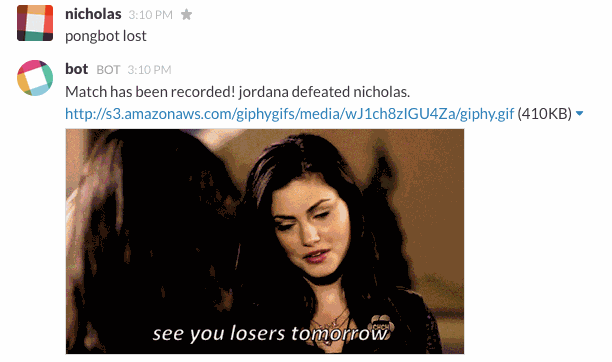 nicholas 3:10 PM
pongbot lost
bot BOT 3:10 PM
Match has been recorded! jordana defeated nicholas.
http://s3.amazonaws.com/giphygifs/media/wJ1ch8zIGU4Za/giphy.gif (410KB)
see you losers tomorrow